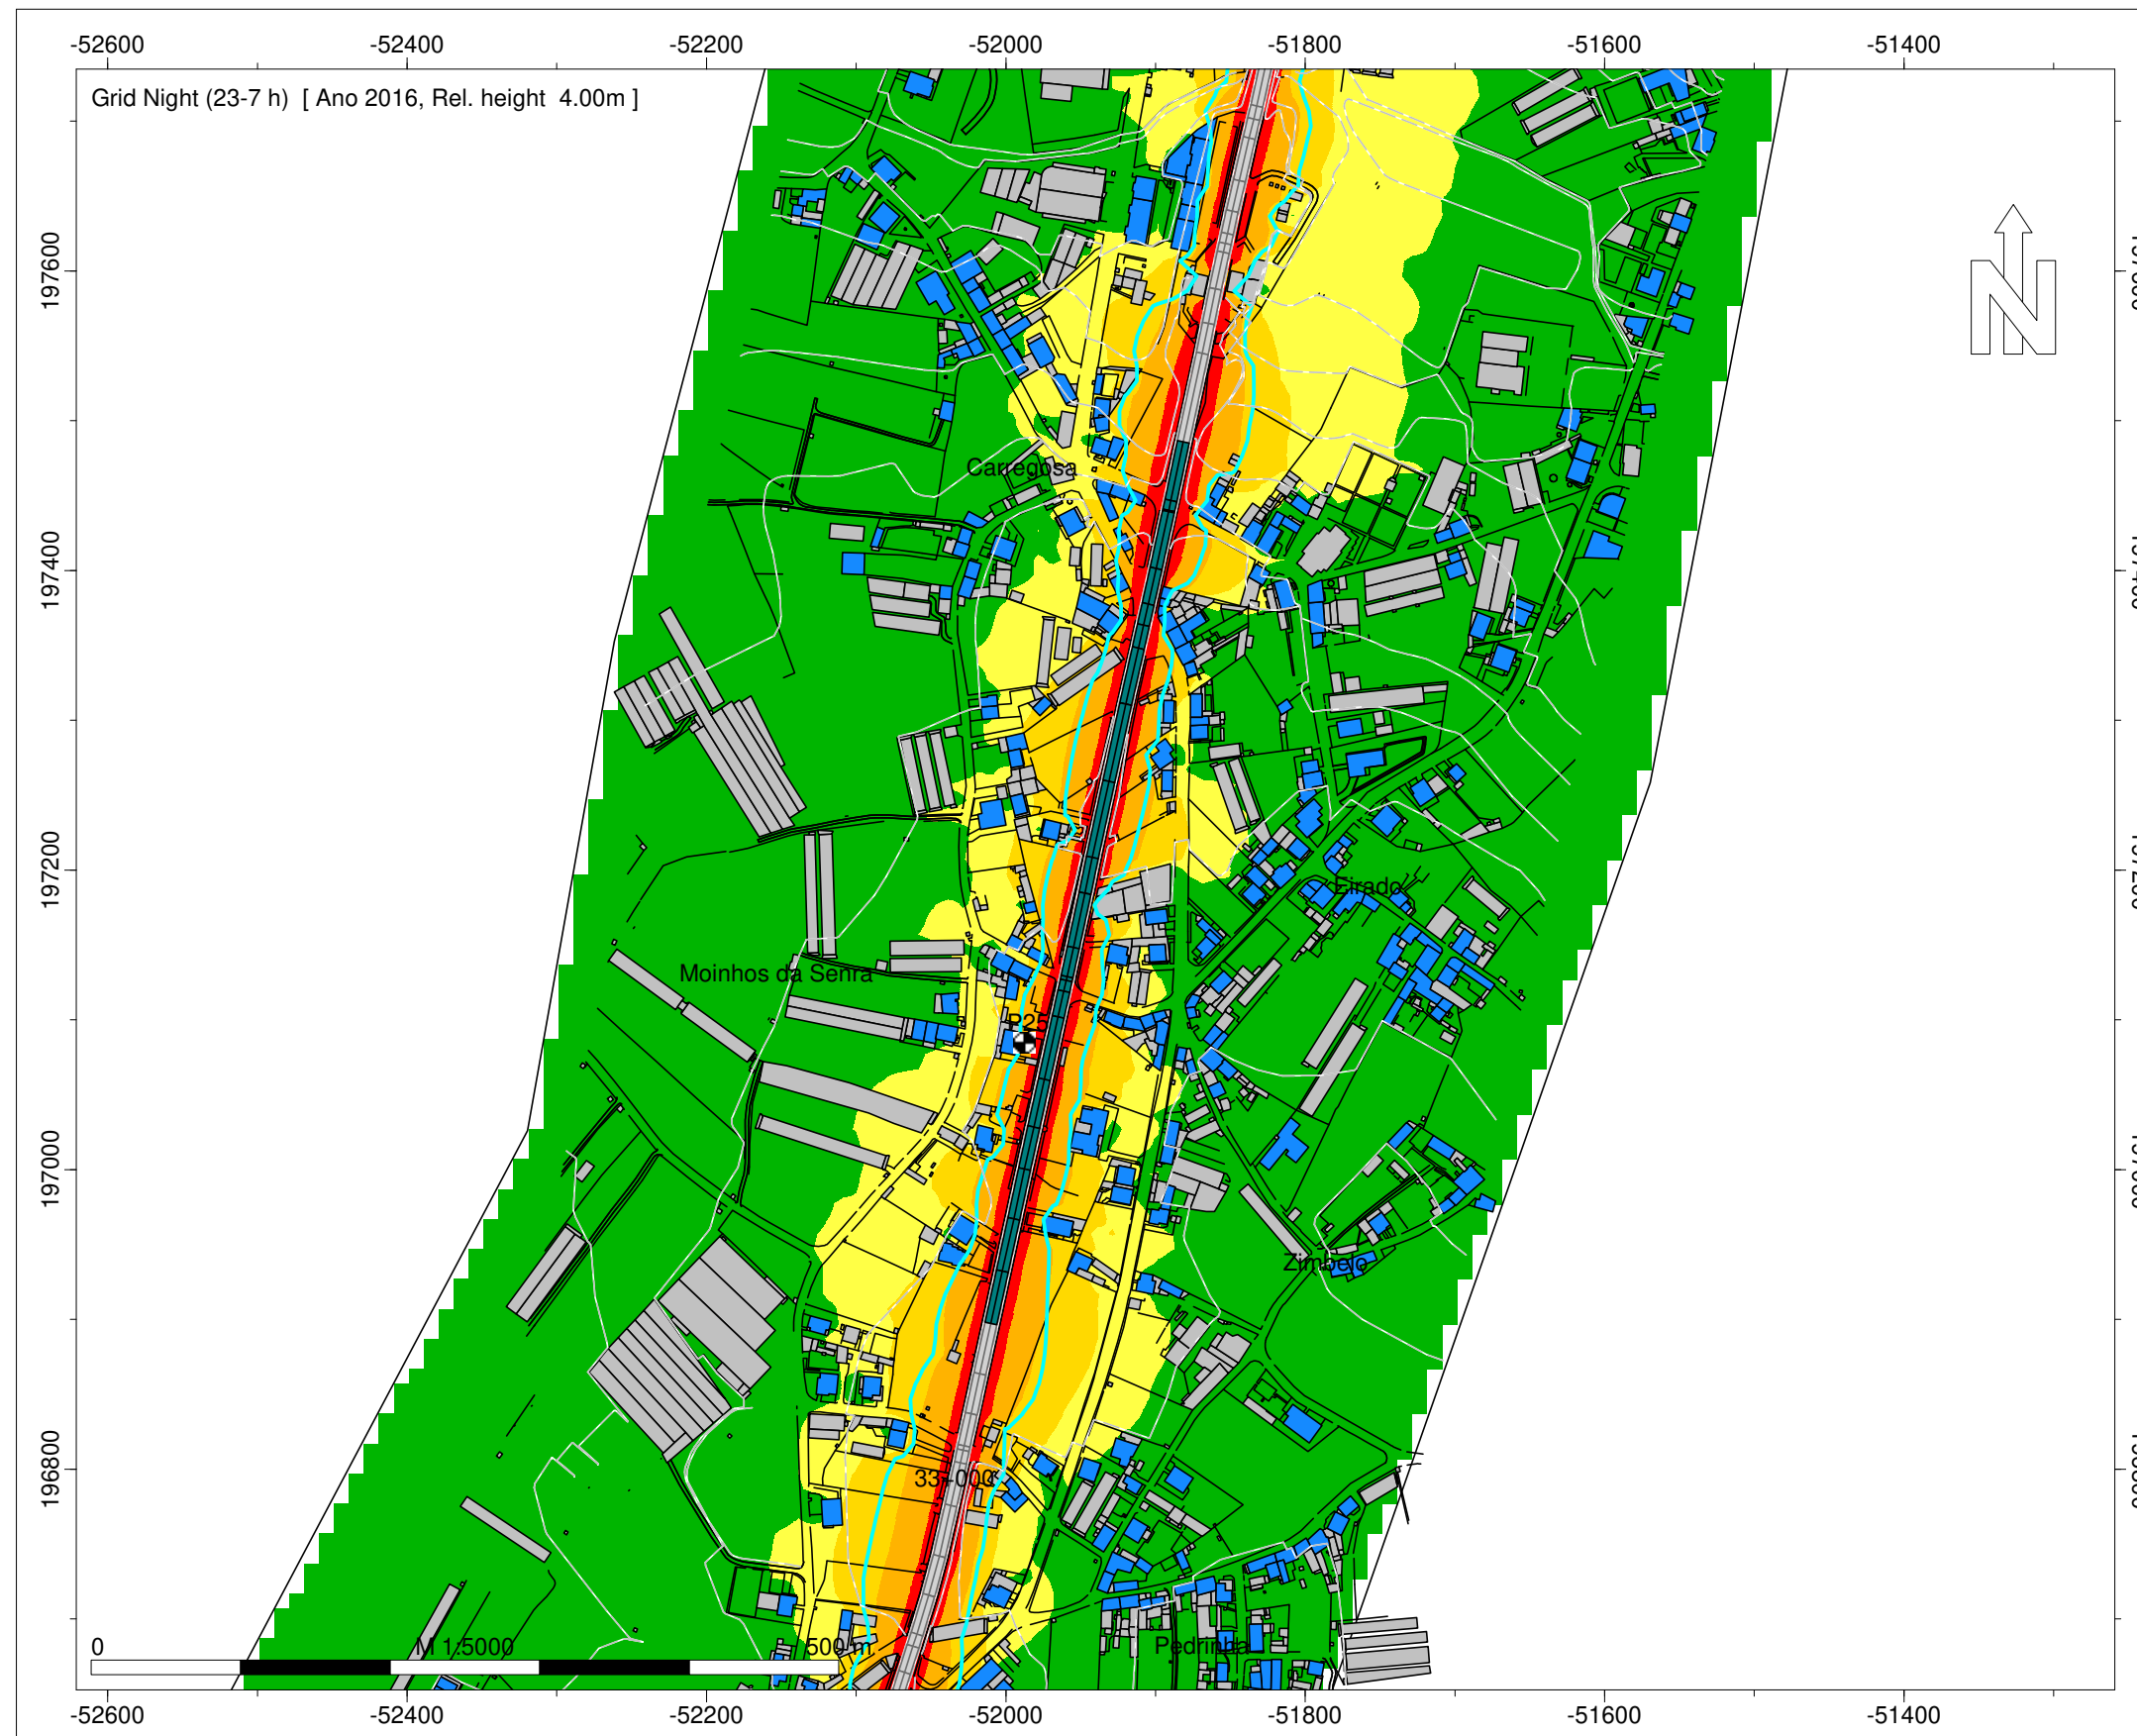 -52600 -52400 -52200 -52000 -51800 -51600 -51400
Grid Night (23-7 h) [ Ano 2016, Rel. height 4.00m ]
197600
N
Carregosa
197400
197200
Eirado
Moinhos da Senra
P25
197000
Zimbelo
196800
33+000
0 M 1:5000 500 m
Pedrinha
-52600 -52400 -52200 -52000 -51800 -51600 -51400